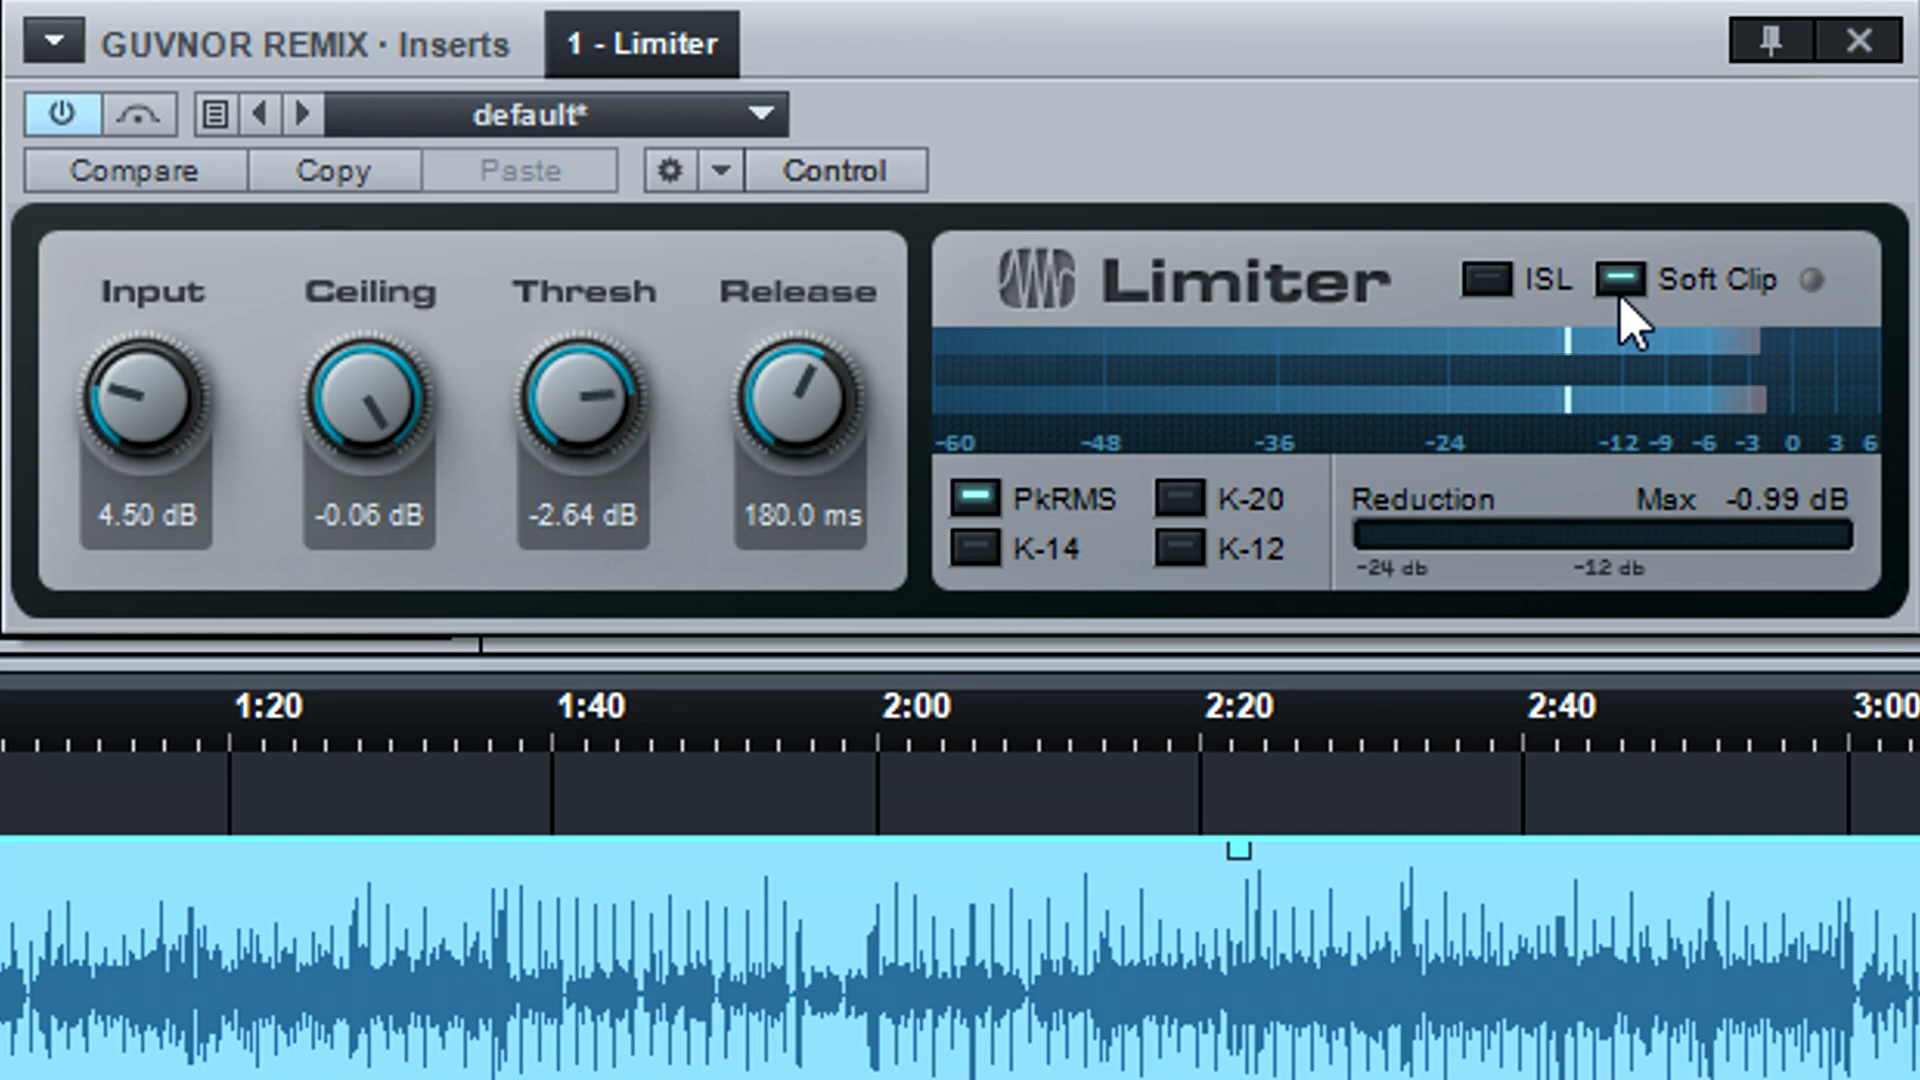 GUVNOR REMIX · Inserts 1 - Limiter
default*
Compare Copy Paste Control
Input Ceiling Thresh Release
4.50 dB -0.06 dB -2.64 dB 180.0 ms
Limiter ISL Soft Clip
-60 -48 -36 -24 -12 -9 -6 -3 0 3 6
PkRMS K-20
K-14 K-12
Reduction Max -0.99 dB
-24 db -12 db
1:20 1:40 2:00 2:20 2:40 3:00